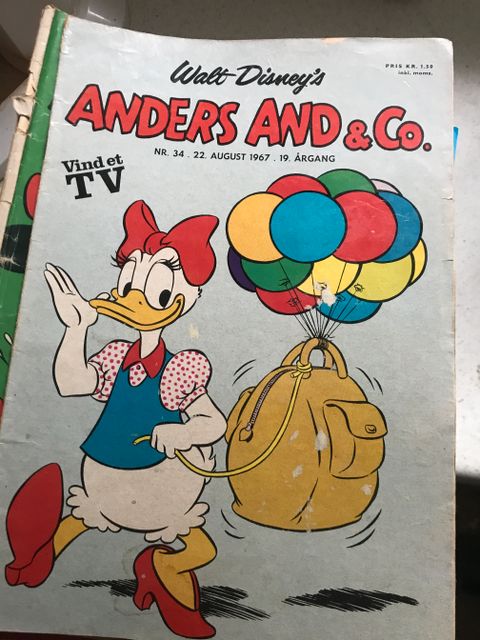 Walt Disney's
PRIS KR. 1.50
inkl. moms.
ANDERS AND & Co.
NR. 34 . 22. AUGUST 1967 . 19. ÅRGANG
Vind et
TV